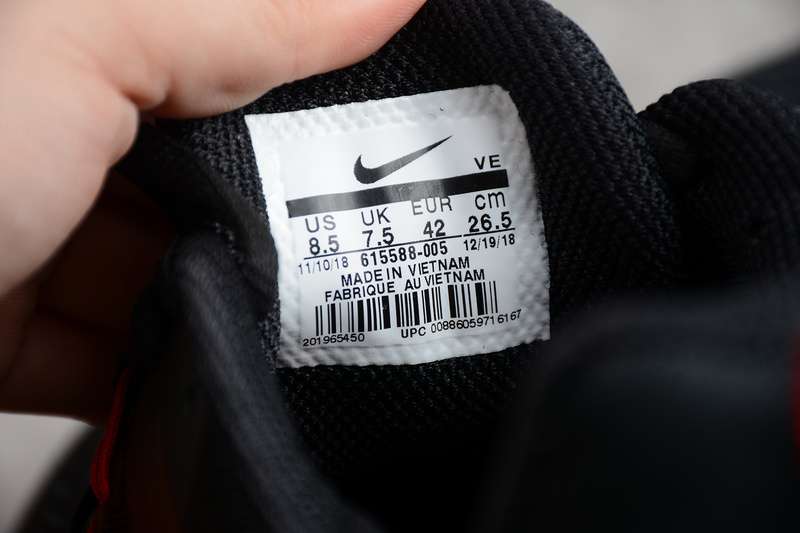 VE
US UK EUR cm
8.5 7.5 42 26.5
11/10/18 615588-005 12/19/18
MADE IN VIETNAM
FABRIQUE AU VIETNAM
201965450 UPC 00886059716167